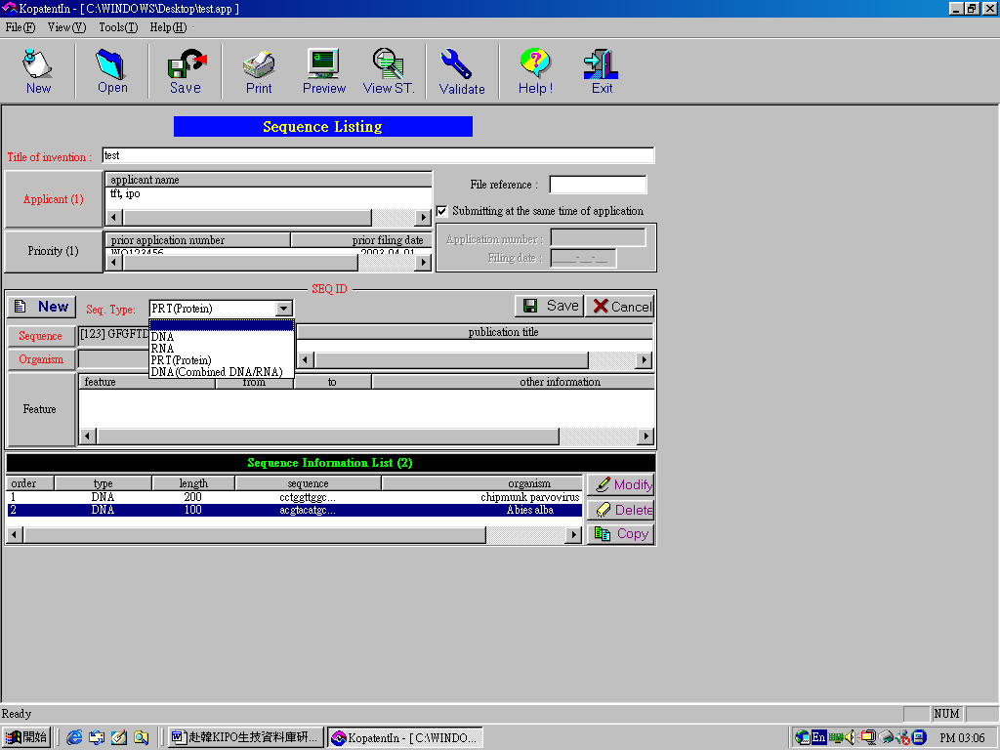 KopatentIn - [ C:\WINDOWS\Desktop\test.app ]
File(F) View(V) Tools(T) Help(H)
New Open Save Print Preview View ST. Validate Help ! Exit
Sequence Listing
Title of invention : test
applicant name
Applicant (1)
tft, ipo
File reference :
Submitting at the same time of application
Priority (1)
prior application number prior filing date
WO123456 2003-04-01
Application number :
Filing date : ____-__-__
SEQ ID
New Seq. Type: PRT(Protein) Save Cancel
DNA
RNA
PRT(Protein)
DNA(Combined DNA/RNA)
Sequence [123] GFGFTD publication title
Organism
feature from to other information
Feature
Sequence Information List (2)
order type length sequence organism
1 DNA 200 cctggttggc... chipmunk parvovirus
2 DNA 100 acgtacatgc... Abies alba
Modify
Delete
Copy
Ready NUM
開始 赴韓KIPO生技資料庫研... KopatentIn - [ C:\WINDO... En PM 03:06